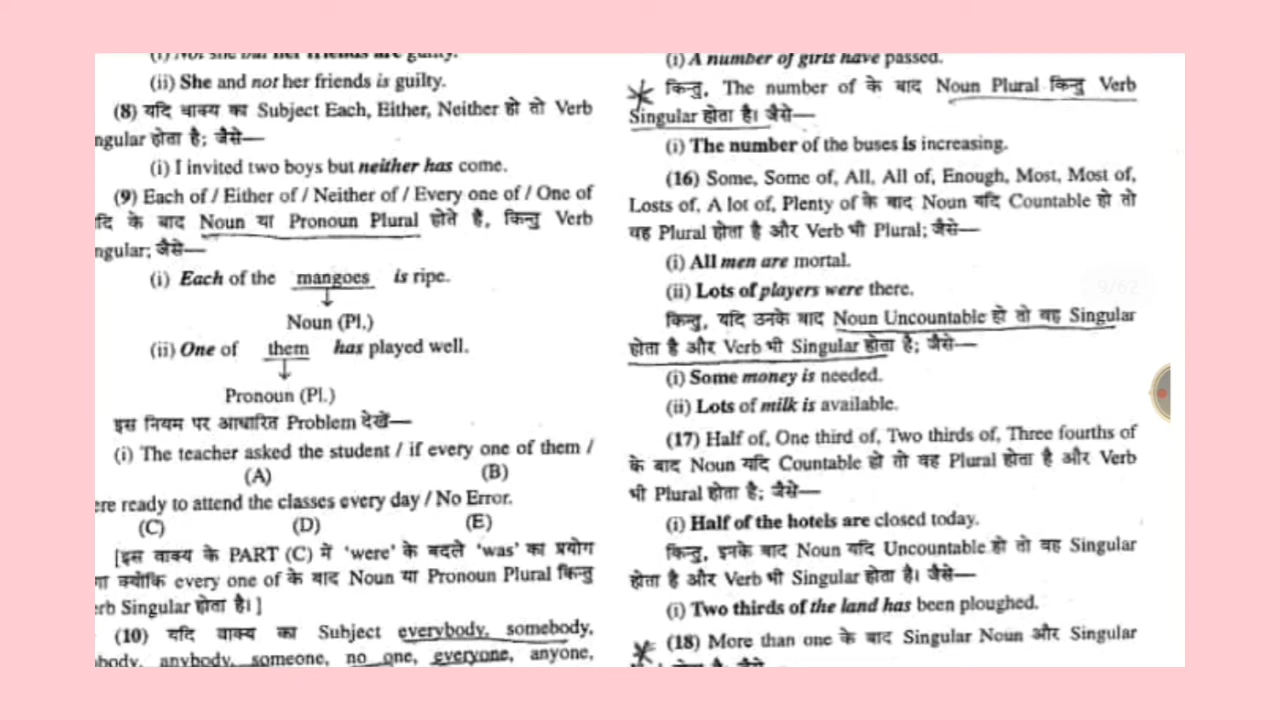 (i) Not she but her friends are guilty.
(ii) She and not her friends is guilty.
(8) यदि वाक्य का Subject Each, Either, Neither हो तो Verb
ngular होता है; जैसे—
(i) I invited two boys but neither has come.
(9) Each of / Either of / Neither of / Every one of / One of
दि के बाद Noun या Pronoun Plural होते हैं, किन्तु Verb
ngular; जैसे—
(i) Each of the mangoes is ripe.
Noun (Pl.)
(ii) One of them has played well.
Pronoun (Pl.)
इस नियम पर आधारित Problem देखें—
(i) The teacher asked the student / if every one of them /
(A) (B)
ere ready to attend the classes every day / No Error.
(C) (D) (E)
[इस वाक्य के PART (C) में 'were' के बदले 'was' का प्रयोग
गा क्योंकि every one of के बाद Noun या Pronoun Plural किन्तु
erb Singular होता है। ]
(10) यदि वाक्य का Subject everybody, somebody,
body, anybody, someone, no one, everyone, anyone,
(i) A number of girls have passed.
किन्तु, The number of के बाद Noun Plural किन्तु Verb
Singular होता है। जैसे—
(i) The number of the buses is increasing.
(16) Some, Some of, All, All of, Enough, Most, Most of,
Losts of, A lot of, Plenty of के बाद Noun यदि Countable हो तो
वह Plural होता है और Verb भी Plural; जैसे—
(i) All men are mortal.
(ii) Lots of players were there.
9/62
किन्तु, यदि उनके बाद Noun Uncountable हो तो वह Singular
होता है और Verb भी Singular होता है; जैसे—
(i) Some money is needed.
(ii) Lots of milk is available.
(17) Half of, One third of, Two thirds of, Three fourths of
के बाद Noun यदि Countable हो तो वह Plural होता है और Verb
भी Plural होता है; जैसे—
(i) Half of the hotels are closed today.
किन्तु, इनके बाद Noun यदि Uncountable हो तो वह Singular
होता है और Verb भी Singular होता है। जैसे—
(i) Two thirds of the land has been ploughed.
(18) More than one के बाद Singular Noun और Singular